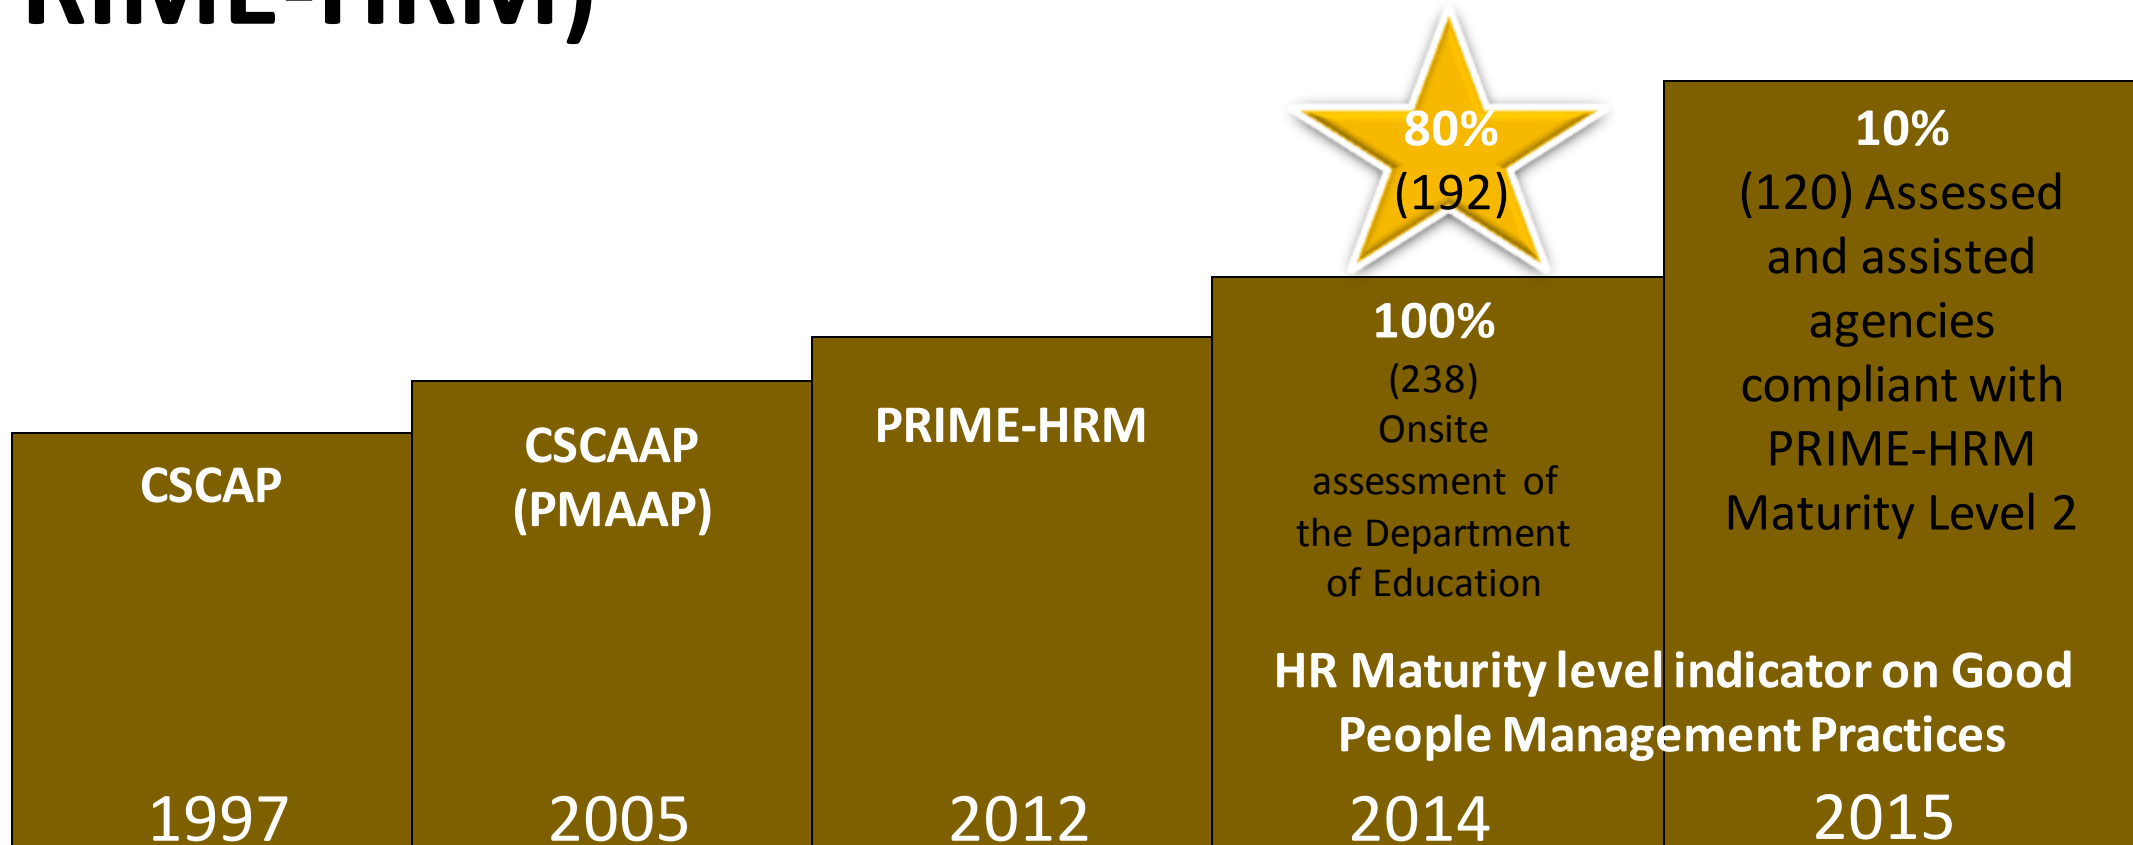 RIME-HRM)
80%
(192)
10%
(120) Assessed
and assisted
agencies
compliant with
PRIME-HRM
Maturity Level 2
100%
(238)
Onsite
assessment of
the Department
of Education
PRIME-HRM
CSCAAP
(PMAAP)
CSCAP
HR Maturity level indicator on Good
People Management Practices
1997
2005
2012
2014
2015